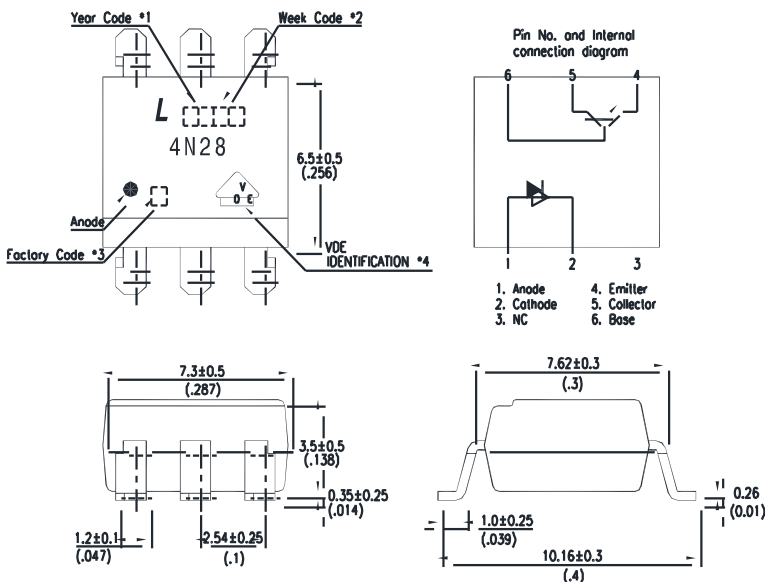 Year Code *1
Week Code *2
L
4N28
6.5±0.5
(.256)
V
D E
Anode
Factory Code *3
VDE
IDENTIFICATION *4
Pin No. and Internal
connection diagram
6 5 4
1 2 3
1. Anode
2. Cathode
3. NC
4. Emitter
5. Collector
6. Base
7.3±0.5
(.287)
3.5±0.5
(.138)
0.35±0.25
(.014)
1.2±0.1
(.047)
2.54±0.25
(.1)
7.62±0.3
(.3)
0.26
(0.01)
1.0±0.25
(.039)
10.16±0.3
(.4)